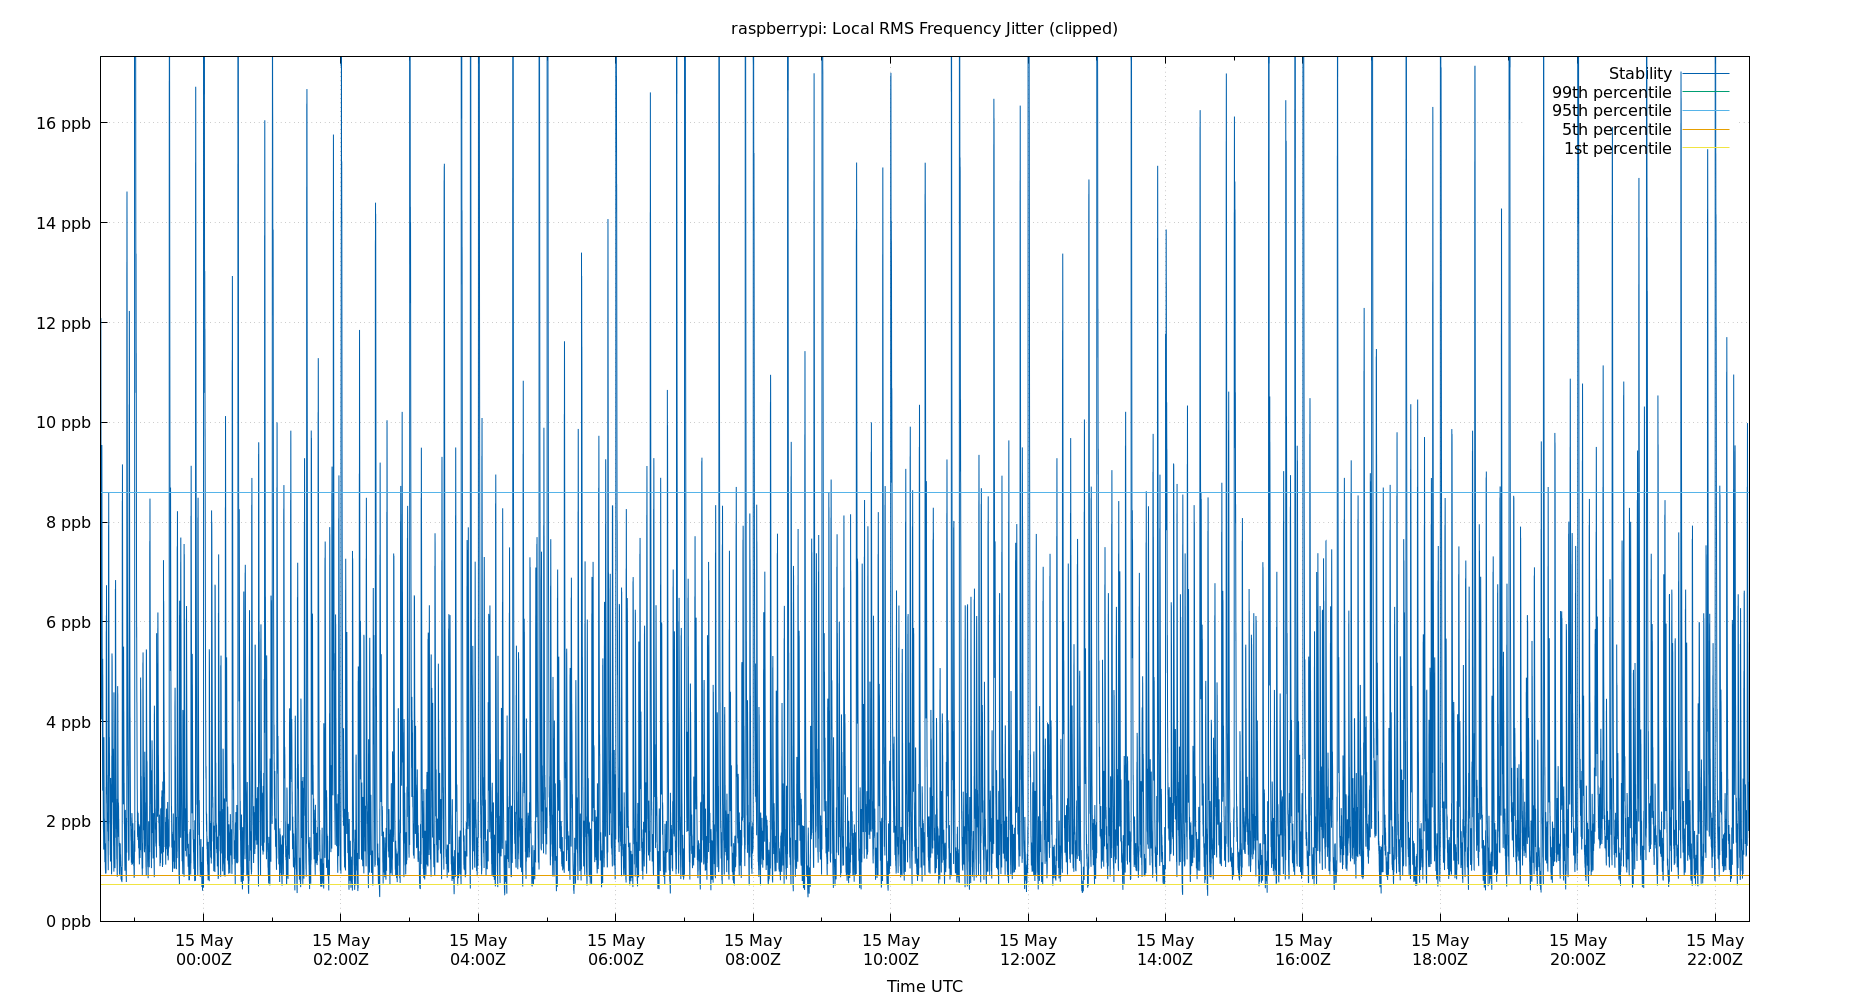 raspberrypi: Local RMS Frequency Jitter (clipped)
Stability
99th percentile
95th percentile
5th percentile
1st percentile
16 ppb
14 ppb
12 ppb
10 ppb
8 ppb
6 ppb
4 ppb
2 ppb
0 ppb
15 May 15 May 15 May 15 May 15 May 15 May 15 May 15 May 15 May 15 May 15 May 15 May
00:00Z 02:00Z 04:00Z 06:00Z 08:00Z 10:00Z 12:00Z 14:00Z 16:00Z 18:00Z 20:00Z 22:00Z
Time UTC